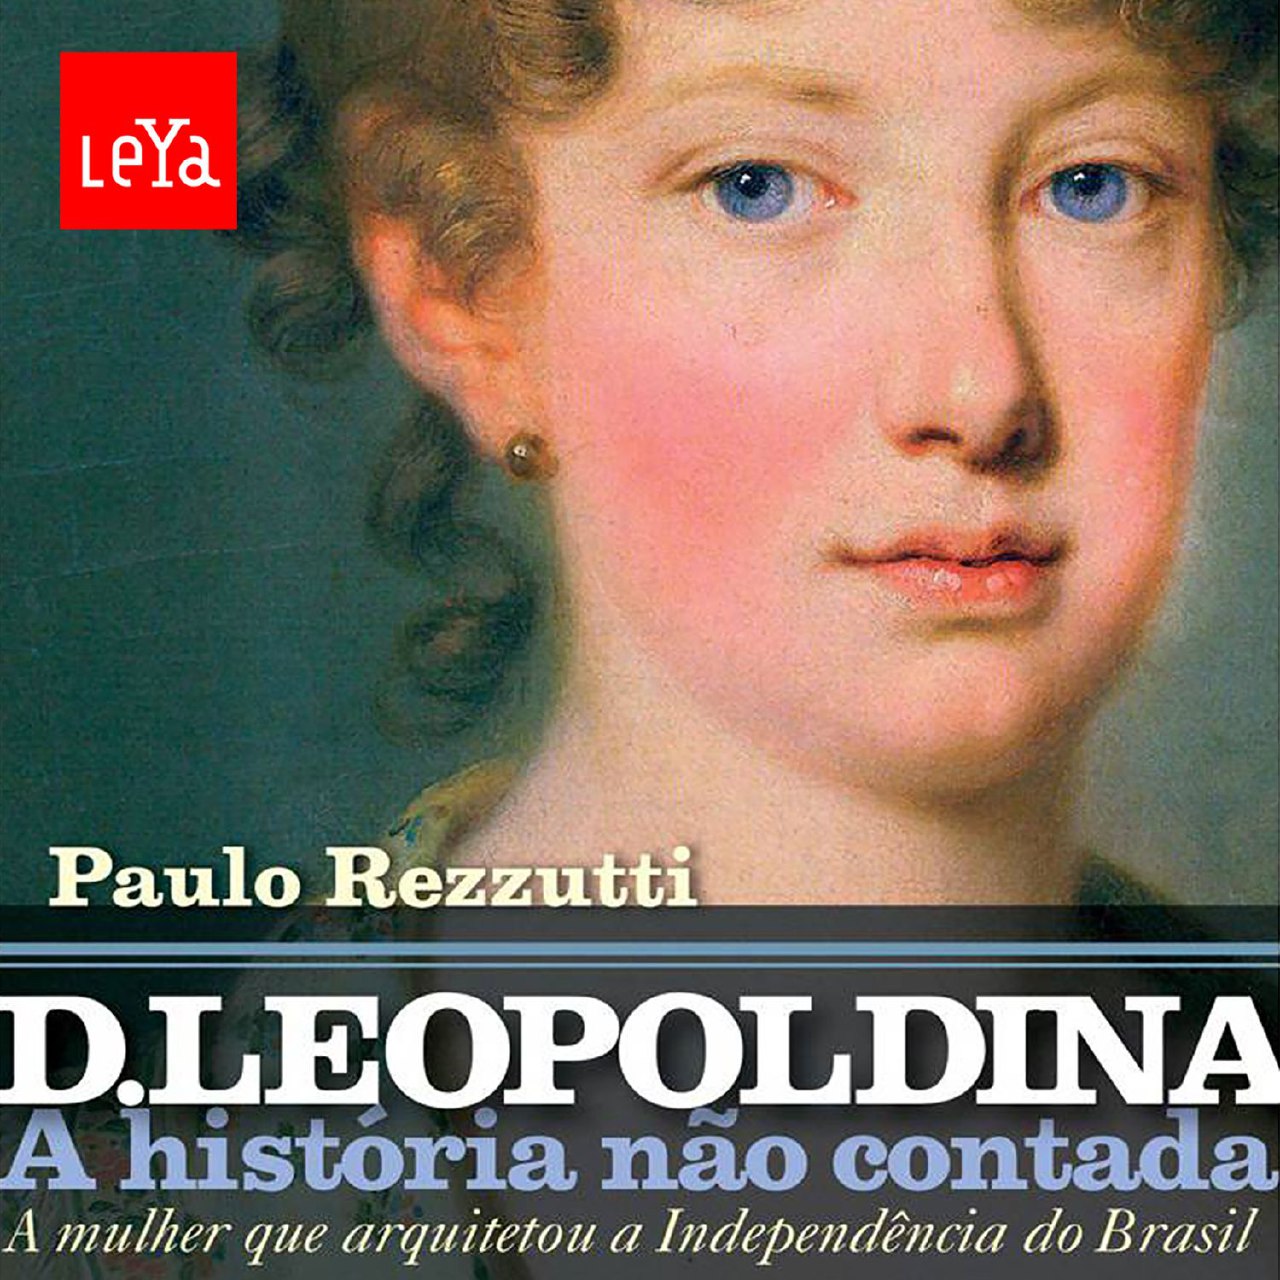 LeYa
Paulo Rezzutti
D.LEOPOLDINA
A história não contada
A mulher que arquitetou a Independência do Brasil